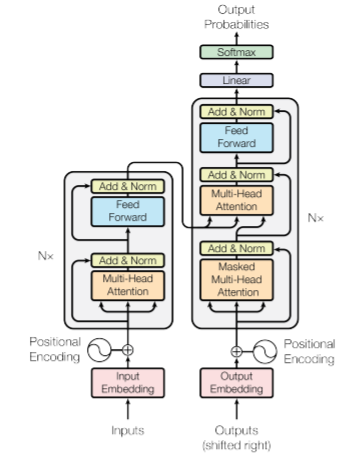 Output
Probabilities
Softmax
Linear
Add & Norm
Feed
Forward
Add & Norm
Multi-Head
Attention
Add & Norm
Masked
Multi-Head
Attention
N×
Add & Norm
Feed
Forward
Add & Norm
Multi-Head
Attention
N×
Positional
Encoding
Positional
Encoding
Input
Embedding
Output
Embedding
Inputs
Outputs
(shifted right)